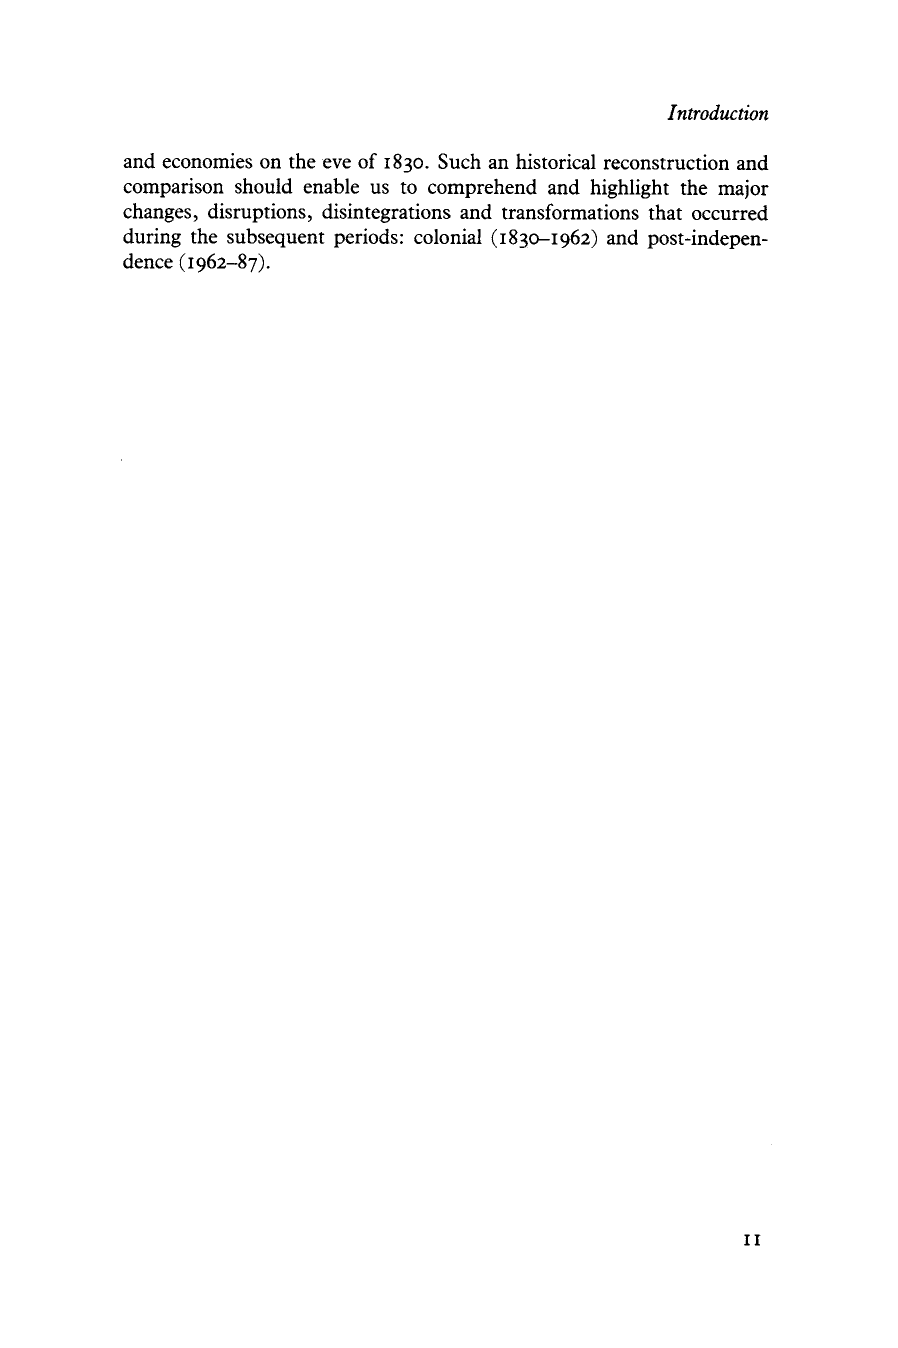 Introduction
and economies on the eve of 1830. Such an historical reconstruction and
comparison should enable us to comprehend and highlight the major
changes, disruptions, disintegrations and transformations that occurred
during the subsequent periods: colonial (1830–1962) and post-indepen-
dence (1962–87).
11